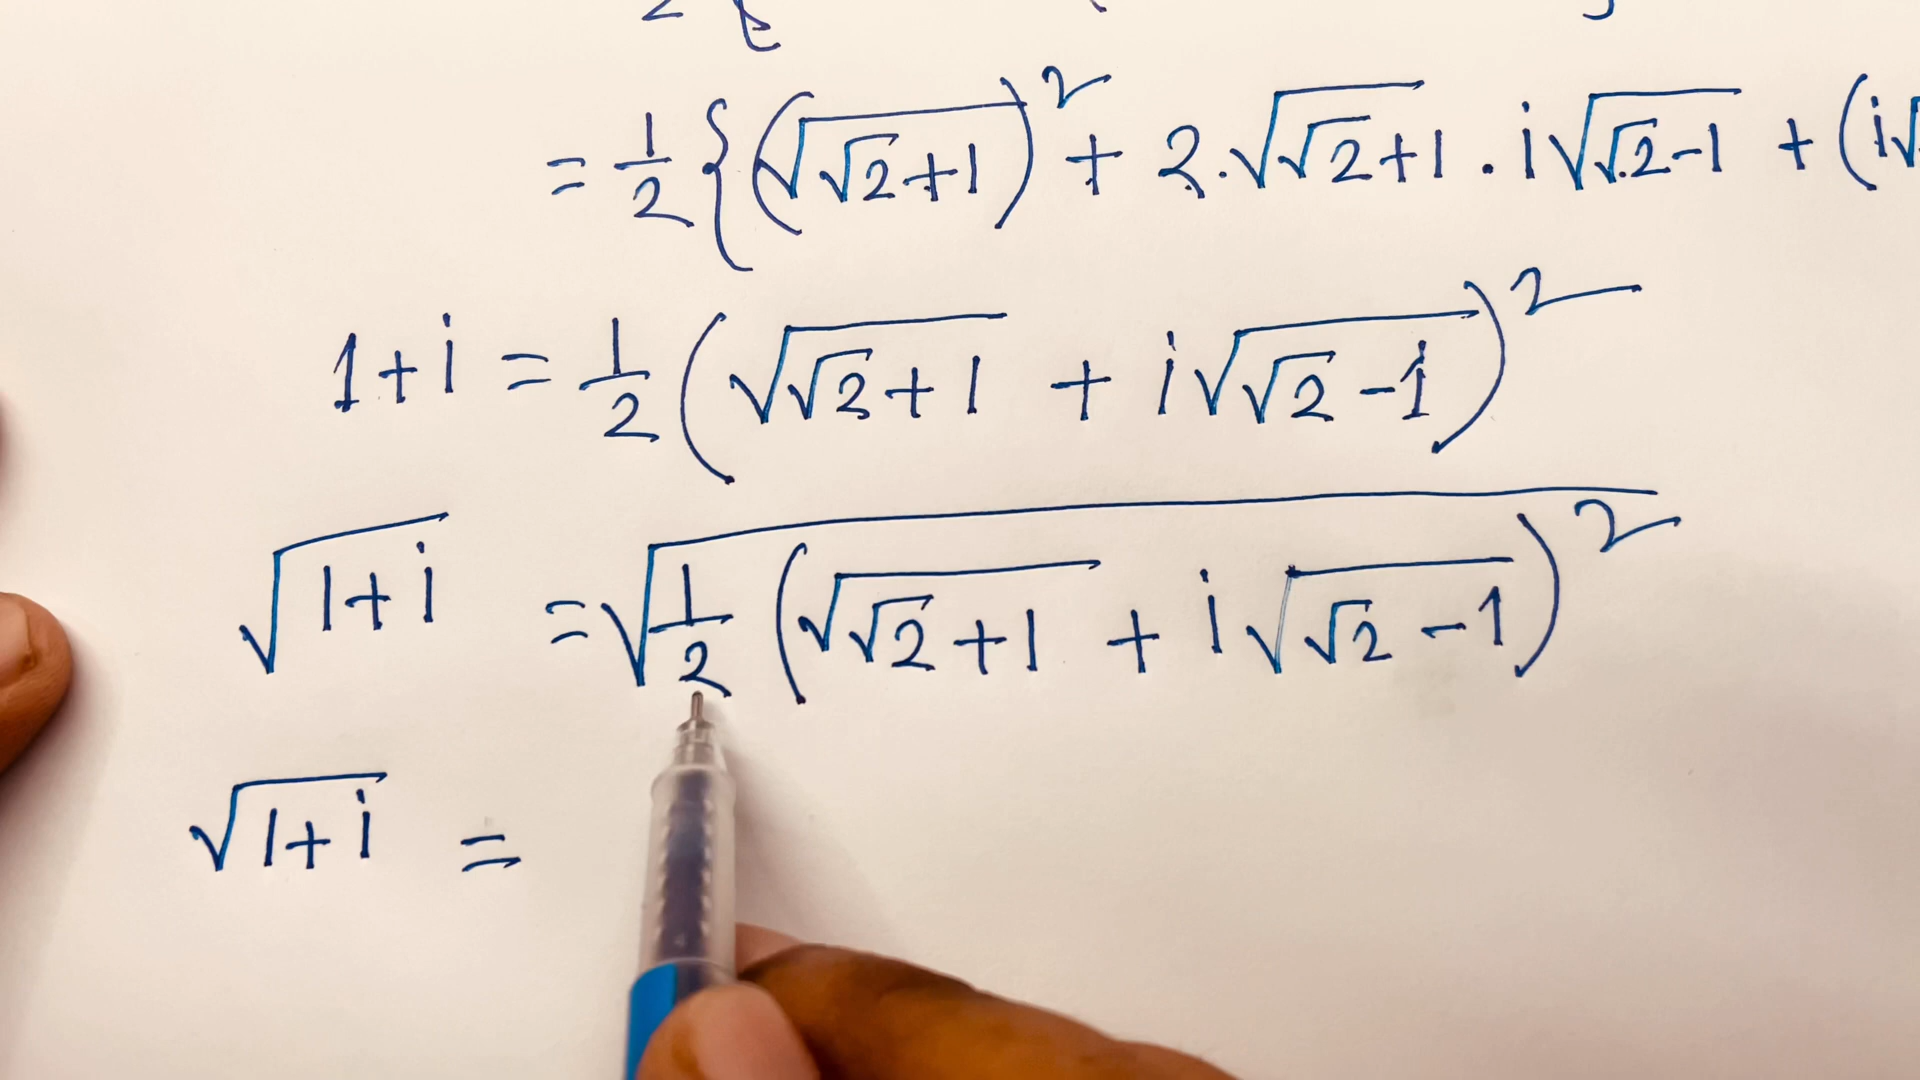 = 1/2 {(√(√2+1))² + 2.√(√2+1) . i√(√2-1) + (i√
1+i = 1/2 (√(√2+1) + i√(√2-1))²
√(1+i) = √(1/2 (√(√2+1) + i√(√2-1))²)
√(1+i) =